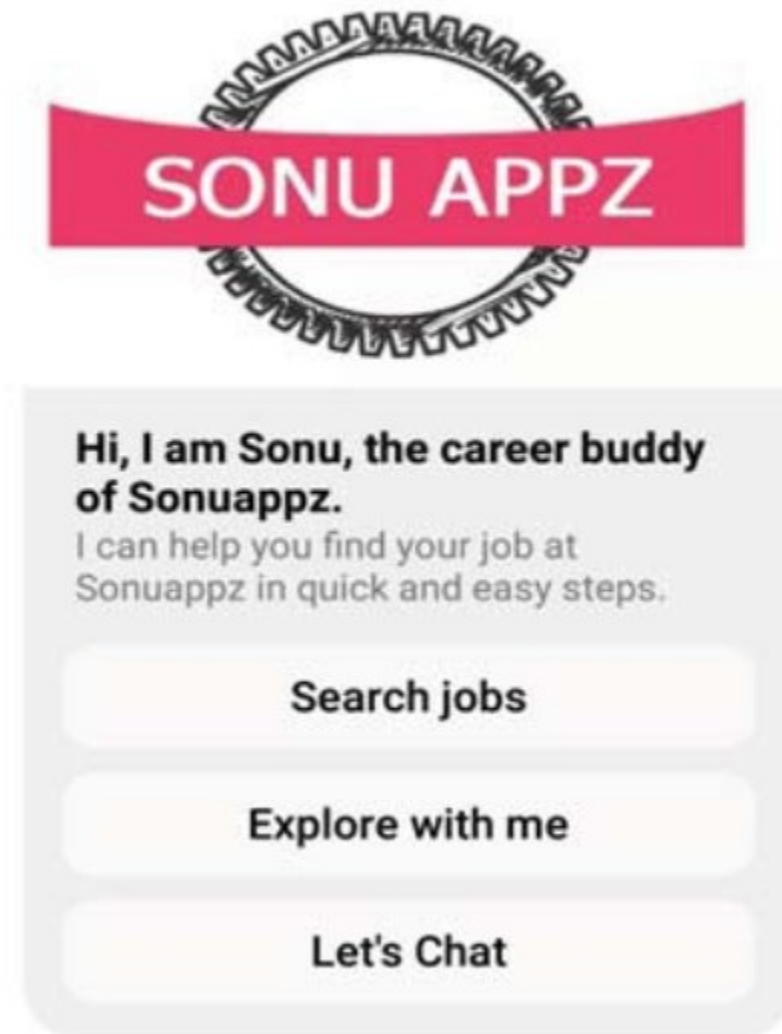 SONU APPZ
Hi, I am Sonu, the career buddy
of Sonuappz.
I can help you find your job at
Sonuappz in quick and easy steps.
Search jobs
Explore with me
Let's Chat